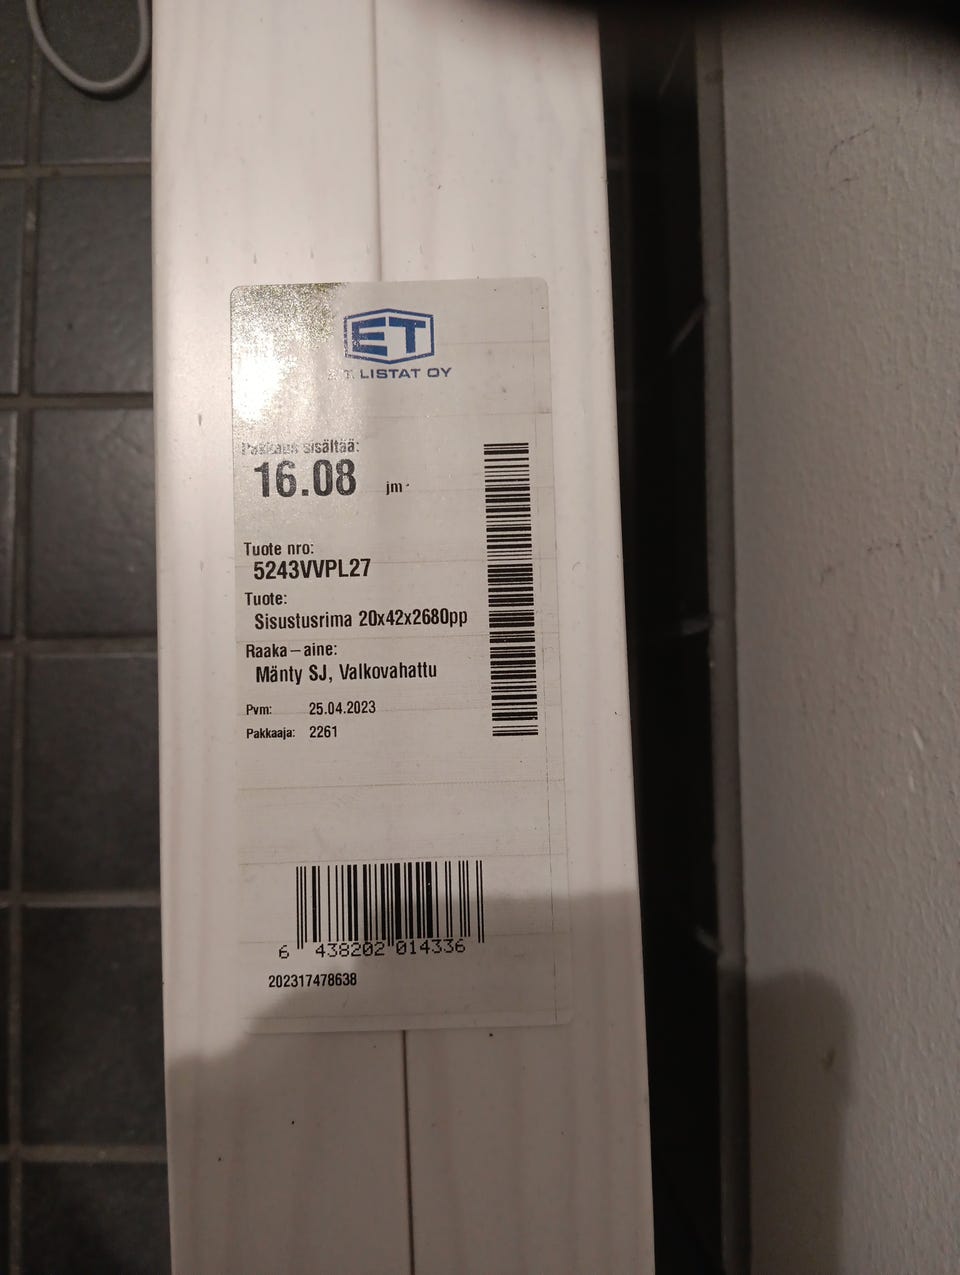 ET
E.T. LISTAT OY
Pakkaus sisältää:
16.08 jm
Tuote nro:
5243VVPL27
Tuote:
Sisustusrima 20x42x2680pp
Raaka-aine:
Mänty SJ, Valkovahattu
Pvm: 25.04.2023
Pakkaaja: 2261
6 438202 014336
202317478638